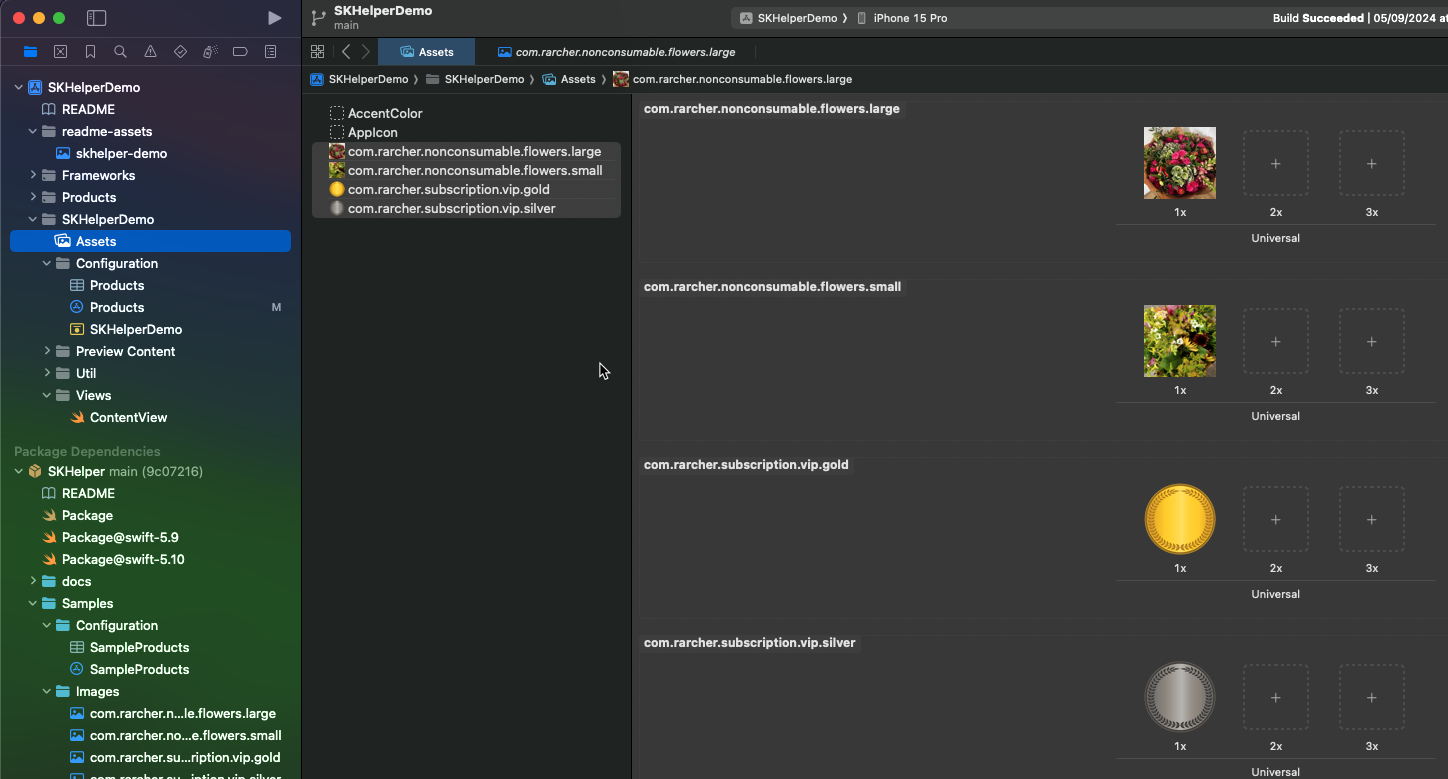 SKHelperDemo
main
SKHelperDemo
iPhone 15 Pro
Build Succeeded | 05/09/2024 at
Assets
com.rarcher.nonconsumable.flowers.large
SKHelperDemo
SKHelperDemo
Assets
com.rarcher.nonconsumable.flowers.large
SKHelperDemo
README
readme-assets
skhelper-demo
Frameworks
Products
SKHelperDemo
Assets
Configuration
Products
Products
M
SKHelperDemo
Preview Content
Util
Views
ContentView
Package Dependencies
SKHelper main (9c07216)
README
Package
Package@swift-5.9
Package@swift-5.10
docs
Samples
Configuration
SampleProducts
SampleProducts
Images
com.rarcher.n...le.flowers.large
com.rarcher.no...e.flowers.small
com.rarcher.su...ription.vip.gold
com.rarcher.su...iption.vip.silver
AccentColor
AppIcon
com.rarcher.nonconsumable.flowers.large
com.rarcher.nonconsumable.flowers.small
com.rarcher.subscription.vip.gold
com.rarcher.subscription.vip.silver
com.rarcher.nonconsumable.flowers.large
1x 2x 3x
Universal
com.rarcher.nonconsumable.flowers.small
1x 2x 3x
Universal
com.rarcher.subscription.vip.gold
1x 2x 3x
Universal
com.rarcher.subscription.vip.silver
1x 2x 3x
Universal